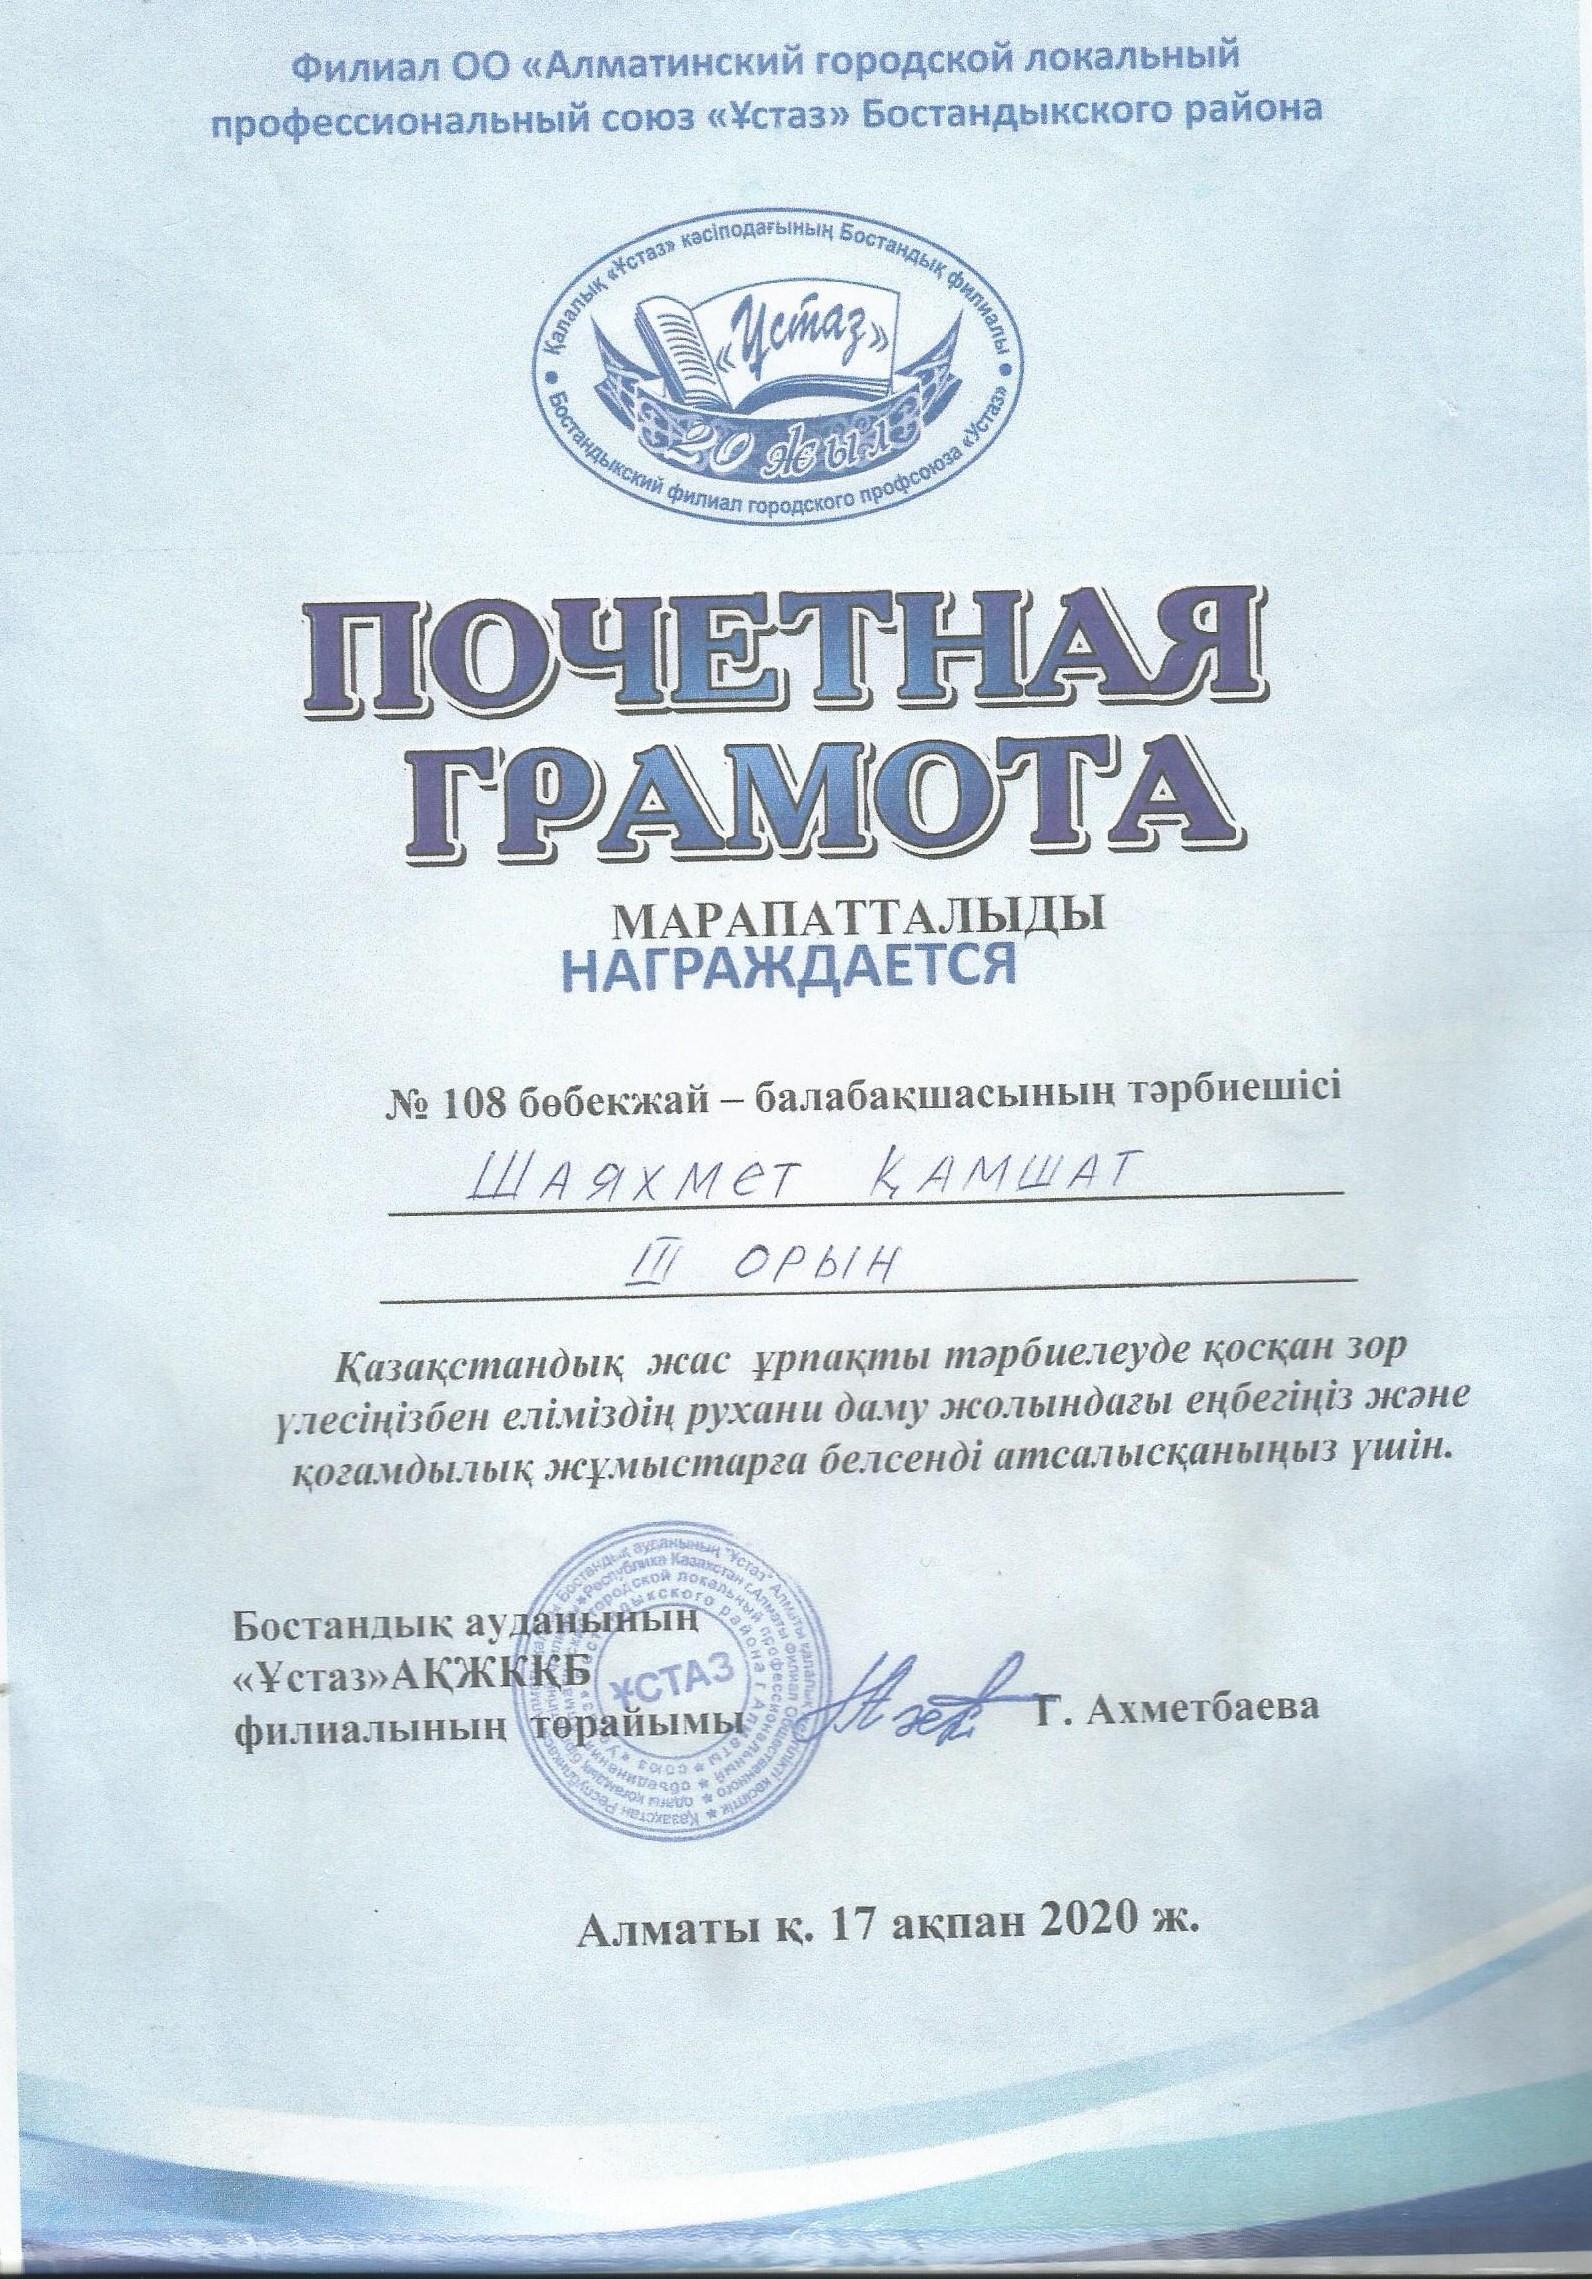 Филиал ОО «Алматинский городской локальный
профессиональный союз «Ұстаз» Бостандыкского района
Қалалық «Ұстаз» кәсіподағының Бостандық филиалы
«Ұстаз»
20 жыл
Бостандыкский филиал городского профсоюза «Устаз»
ПОЧЕТНАЯ
ГРАМОТА
МАРАПАТТАЛЫДЫ
НАГРАЖДАЕТСЯ
№ 108 бөбекжай – балабақшасының тәрбиешісі
ШАЯХМЕТ ҚАМШАТ
III ОРЫН
Қазақстандық жас ұрпақты тәрбиелеуде қосқан зор
үлесіңізбен еліміздің рухани даму жолындағы еңбегіңіз және
қоғамдылық жұмыстарға белсенді атсалысқаныңыз үшін.
Бостандық ауданының
«Ұстаз»АҚЖККБ
филиалының төрайымы
Г. Ахметбаева
ҰСТАЗ
Алматы қ. 17 ақпан 2020 ж.